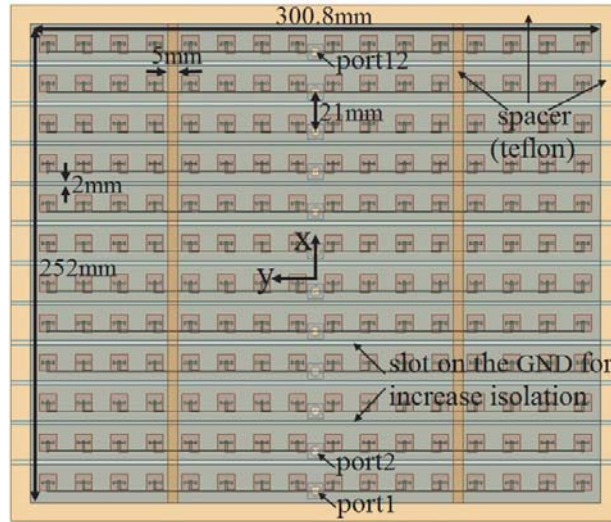 300.8mm
port12
5mm
21mm
spacer
(teflon)
2mm
x
y
252mm
slot on the GND for
increase isolation
port2
port1